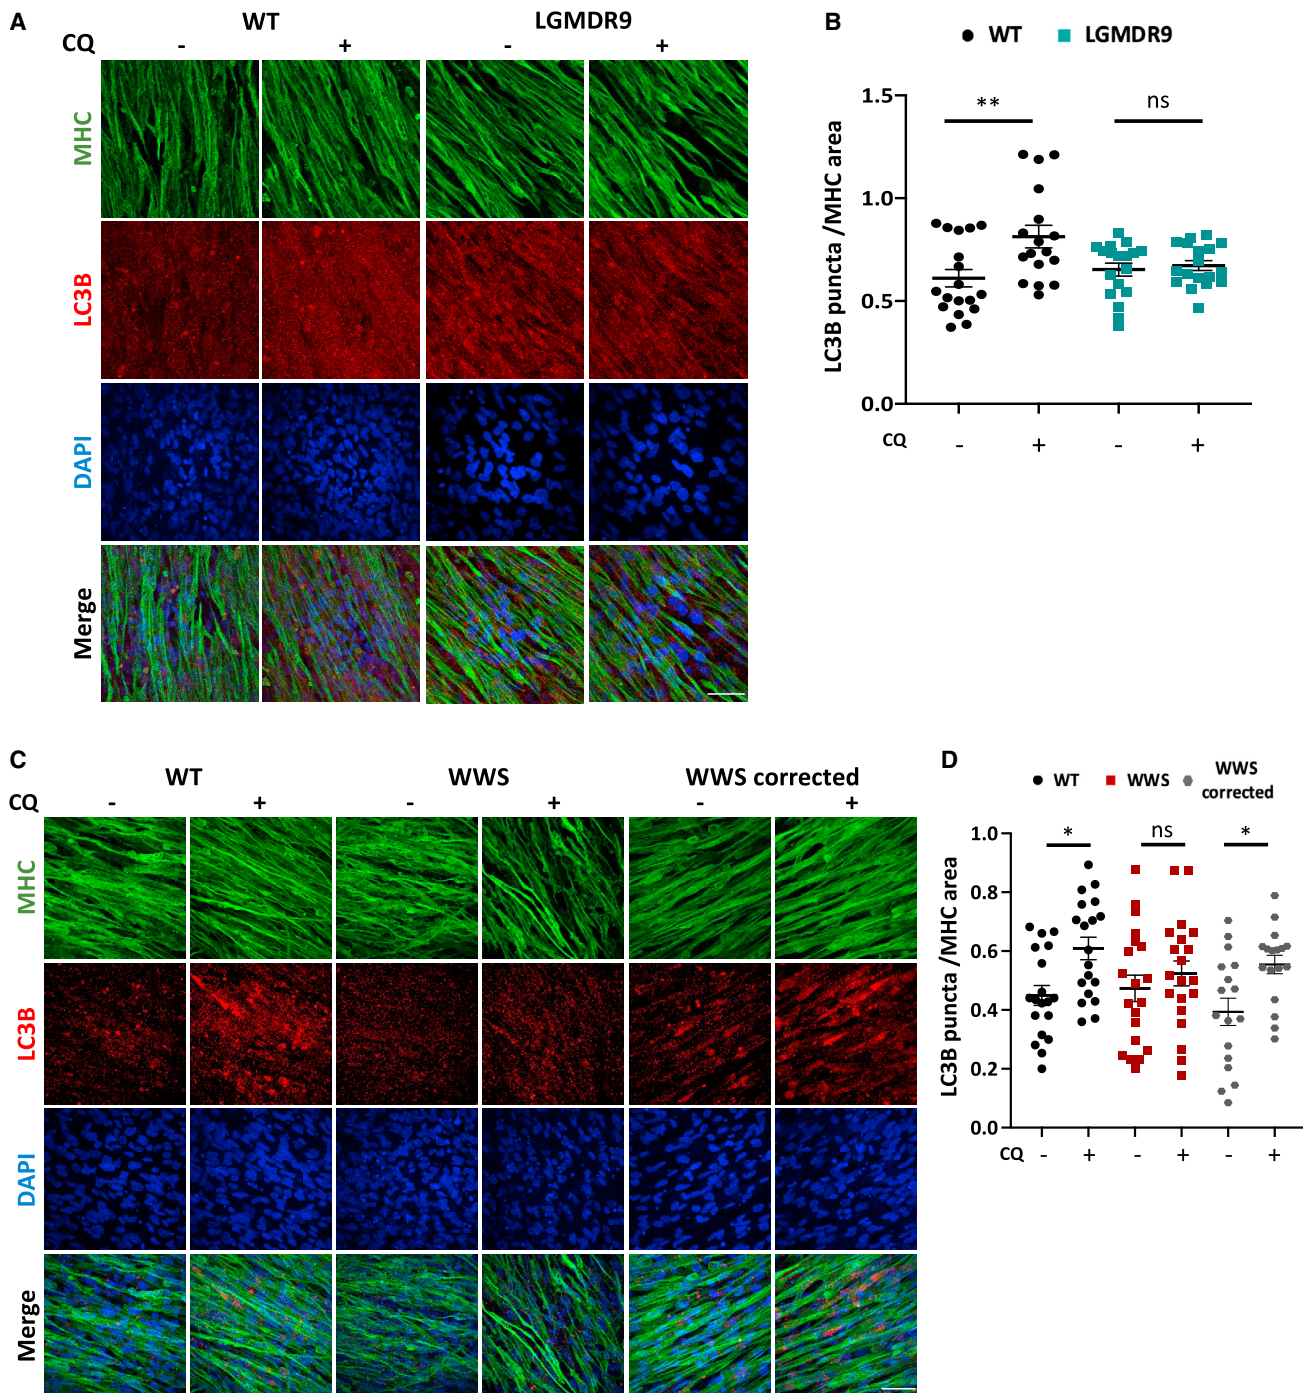 A
WT
LGMDR9
CQ - + - +
MHC
LC3B
DAPI
Merge
B
WT LGMDR9
LC3B puncta /MHC area
1.5
1.0
0.5
0.0
** ns
CQ - + - +
C
WT WWS WWS corrected
CQ - + - + - +
MHC
LC3B
DAPI
Merge
D
WT WWS WWS corrected
LC3B puncta /MHC area
1.0
0.8
0.6
0.4
0.2
0.0
* ns *
CQ - + - + - +